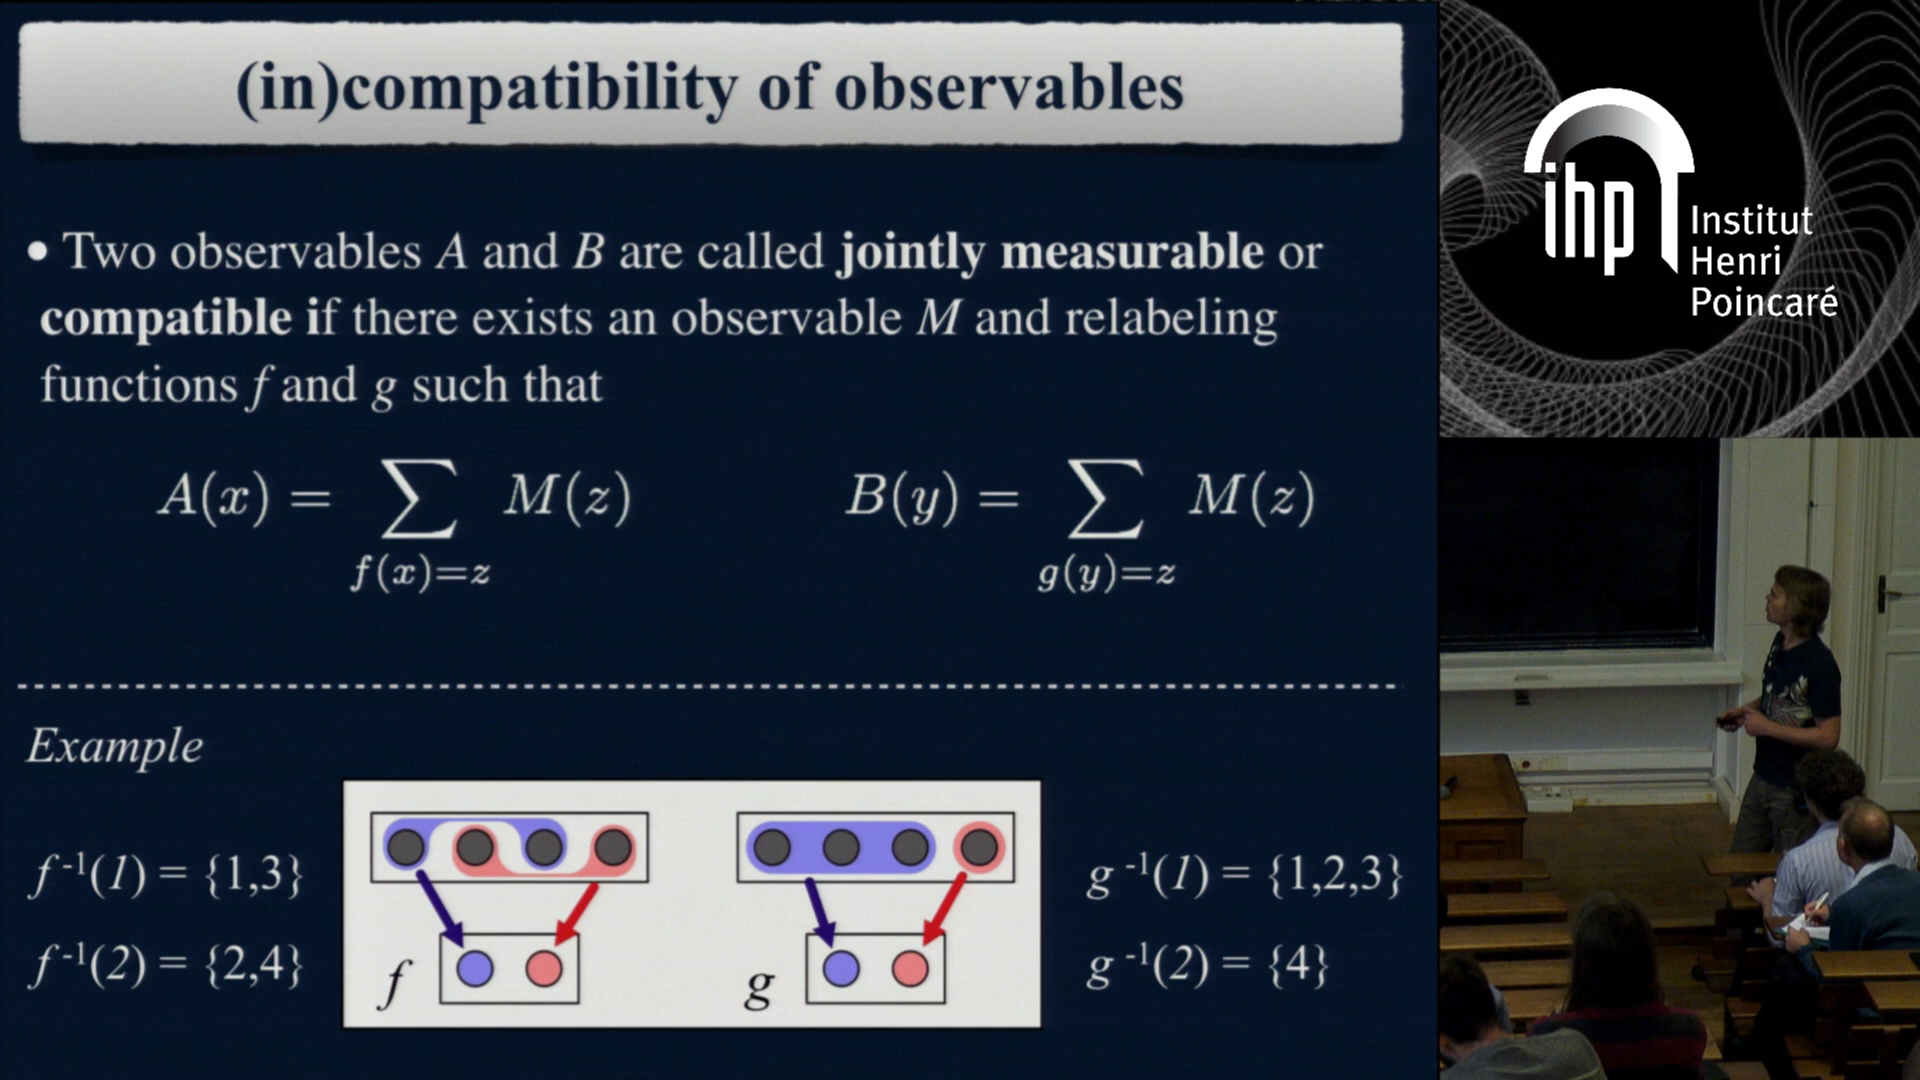 (in)compatibility of observables
• Two observables A and B are called jointly measurable or
compatible if there exists an observable M and relabeling
functions f and g such that
A(x) = ∑ M(z)
f(x)=z
B(y) = ∑ M(z)
g(y)=z
Example
f⁻¹(1) = {1,3}
f⁻¹(2) = {2,4}
f
g
g⁻¹(1) = {1,2,3}
g⁻¹(2) = {4}
ihp
Institut
Henri
Poincaré